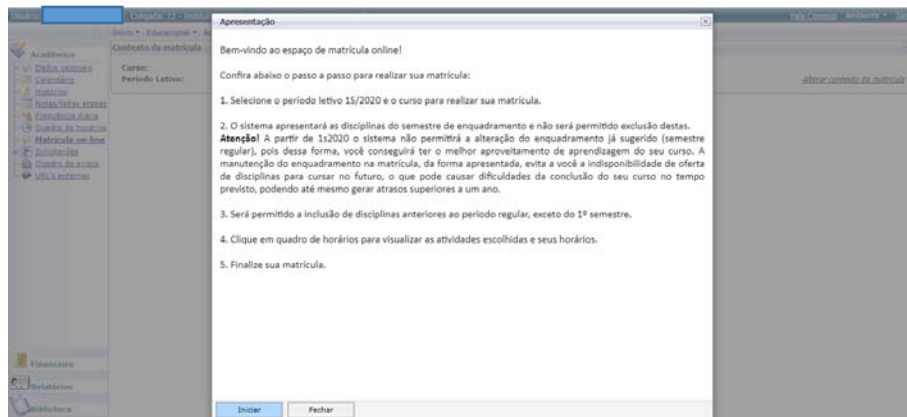 Usuário:
Coligada: 12 - Institut
Fale Conosco Ambiente Sair
Início Educacional
Acadêmico
Dados pessoais
Calendário
Histórico
Notas/faltas etapas
Frequência diária
Quadro de horários
Matrícula on-line
Solicitações
Quadro de avisos
URL's externas
Financeiro
Relatórios
Biblioteca
Contexto da matrícula
Curso:
Período Letivo:
Alterar contexto da matrícula
Apresentação
Bem-vindo ao espaço de matrícula online!
Confira abaixo o passo a passo para realizar sua matrícula:
1. Selecione o período letivo 1S/2020 e o curso para realizar sua matrícula.
2. O sistema apresentará as disciplinas do semestre de enquadramento e não será permitido exclusão destas.
Atenção! A partir de 1s2020 o sistema não permitirá a alteração do enquadramento já sugerido (semestre
regular), pois dessa forma, você conseguirá ter o melhor aproveitamento de aprendizagem do seu curso. A
manutenção do enquadramento na matrícula, da forma apresentada, evita a você a indisponibilidade de oferta
de disciplinas para cursar no futuro, o que pode causar dificuldades da conclusão do seu curso no tempo
previsto, podendo até mesmo gerar atrasos superiores a um ano.
3. Será permitido a inclusão de disciplinas anteriores ao período regular, exceto do 1º semestre.
4. Clique em quadro de horários para visualizar as atividades escolhidas e seus horários.
5. Finalize sua matrícula.
Iniciar
Fechar